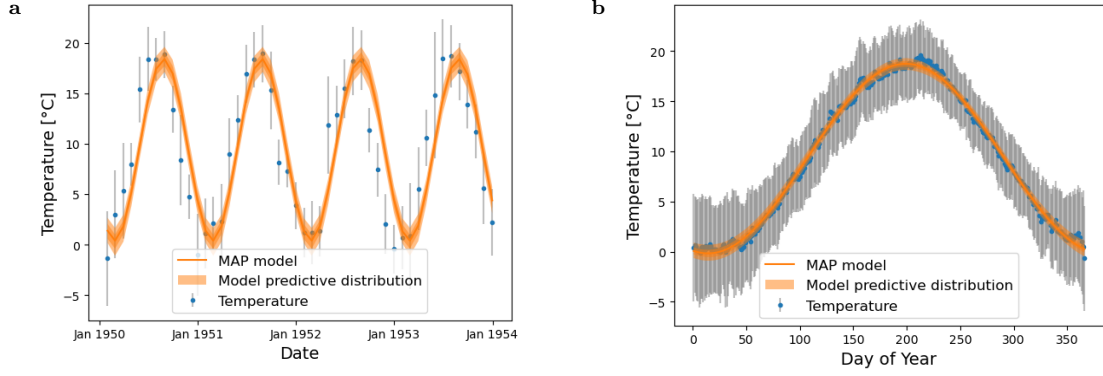 a
Temperature [°C]
20
15
10
5
0
−5
MAP model
Model predictive distribution
Temperature
Jan 1950 Jan 1951 Jan 1952 Jan 1953 Jan 1954
Date
b
Temperature [°C]
20
15
10
5
0
−5
MAP model
Model predictive distribution
Temperature
0 50 100 150 200 250 300 350
Day of Year